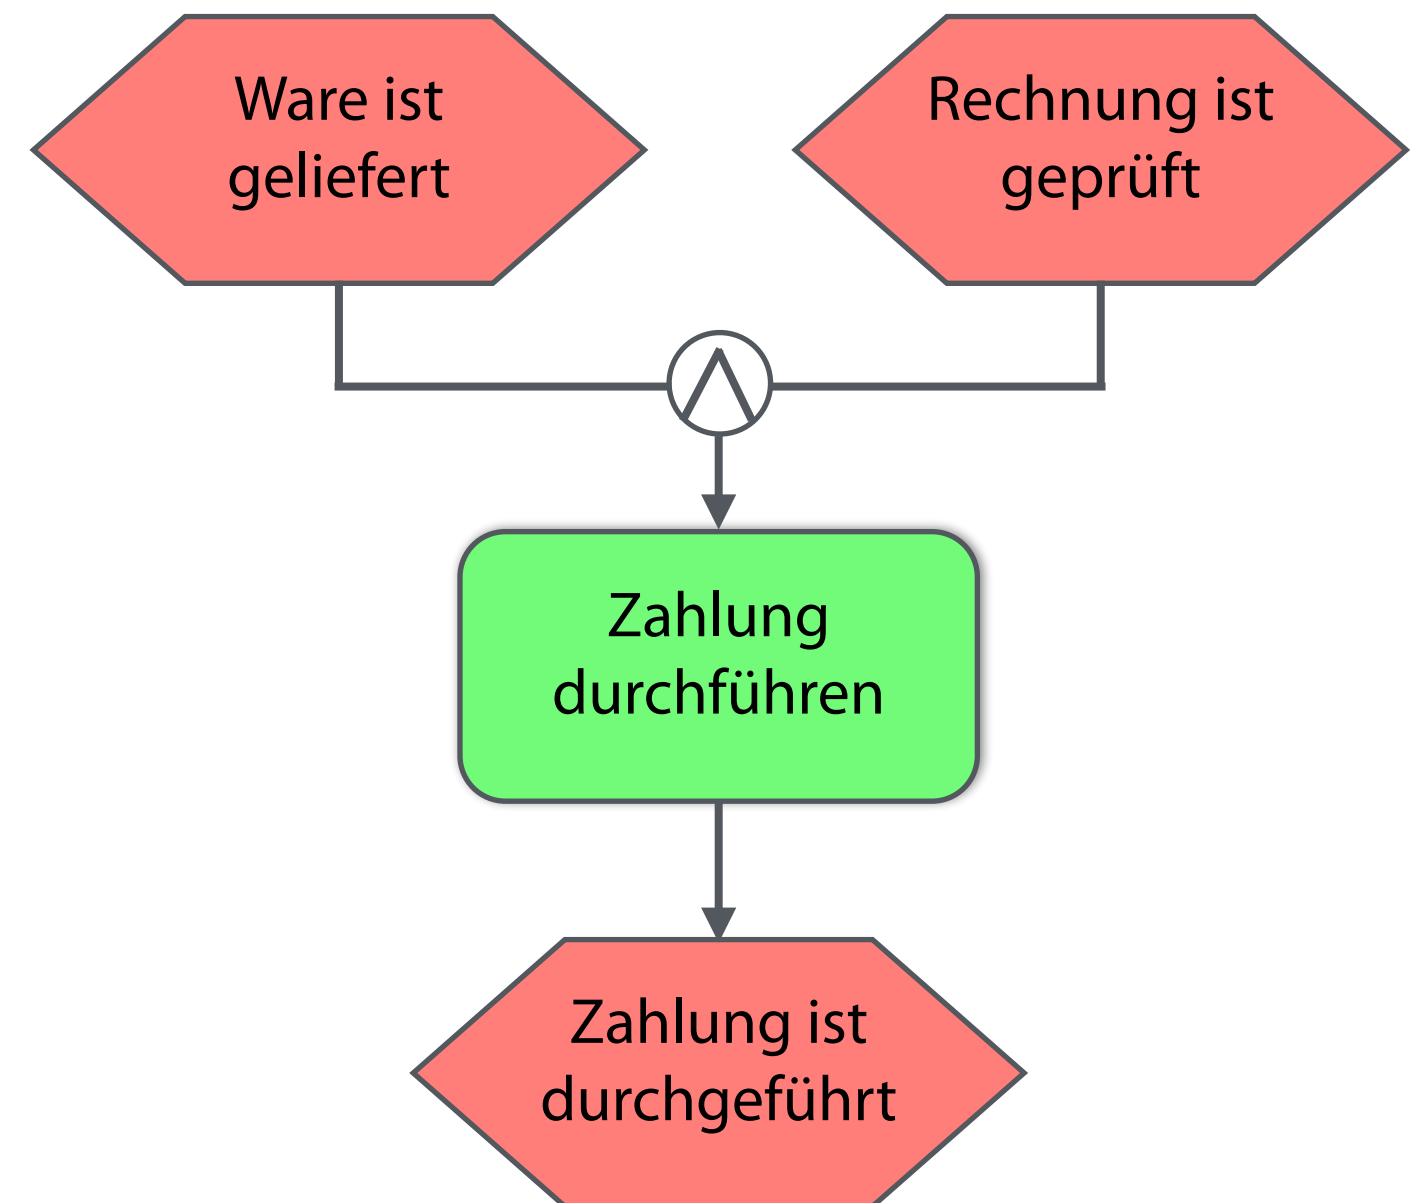 Ware ist
geliefert
Rechnung ist
geprüft
Zahlung
durchführen
Zahlung ist
durchgeführt